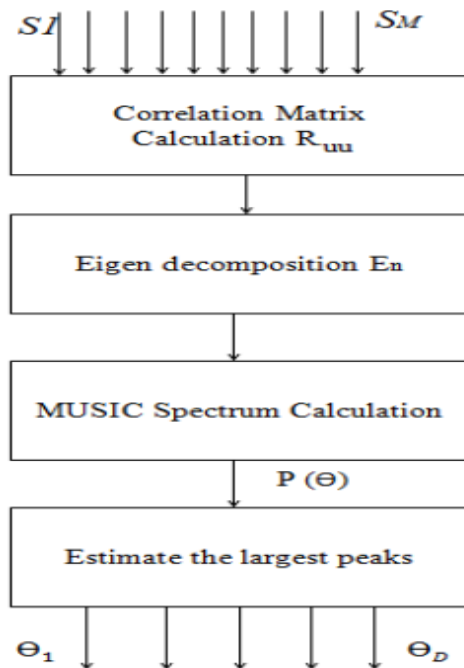 S1 SM
Correlation Matrix
Calculation Ruu
Eigen decomposition En
MUSIC Spectrum Calculation
P (Θ)
Estimate the largest peaks
Θ1 ΘD